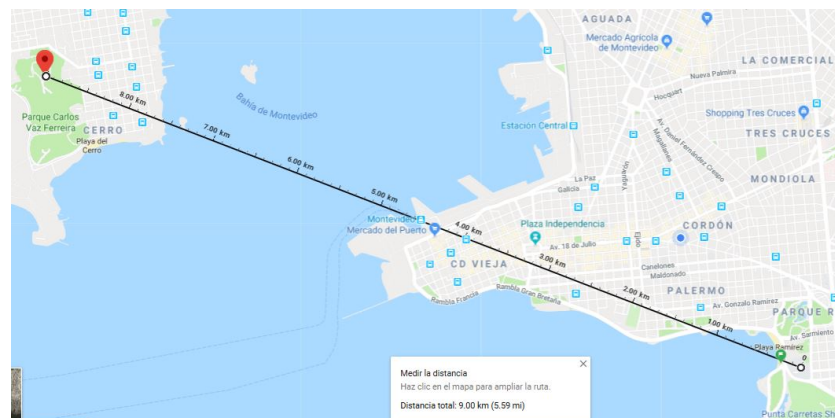 AGUADA
Mercado Agrícola
de Montevideo
LA COMERCIAL
Nueva Palmira
Hocquart
Shopping Tres Cruces
TRES CRUCES
Av. Daniel Fernández Crespo
Magallanes
Estación Central
Yaguarón
La Paz
Galicia
MONDIOLA
8.00 km
Bahía de Montevideo
7.00 km
Parque Carlos
Vaz Ferreira
CERRO
Playa del
Cerro
6.00 km
5.00 km
Montevideo
Mercado del Puerto
4.00 km
Plaza Independencia
CORDÓN
Ejido
Av. 18 de Julio
CD VIEJA
3.00 km
Canelones
Maldonado
Rambla Francia
Rambla Gran Bretaña
2.00 km
PALERMO
Av. Gonzalo Ramírez
1.00 km
PARQUE R
Av. Sarmiento
Playa Ramírez
0
Medir la distancia
Haz clic en el mapa para ampliar la ruta.
Distancia total: 9.00 km (5.59 mi)
Punta Carretas Sh